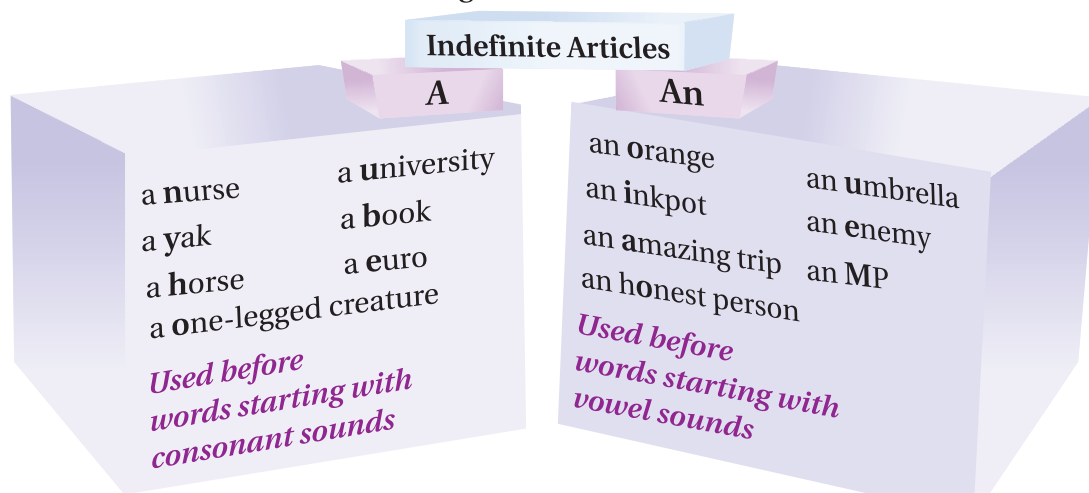 Indefinite Articles
A
a nurse
a university
a yak
a book
a horse
a euro
a one-legged creature
Used before
words starting with
consonant sounds
An
an orange
an umbrella
an inkpot
an enemy
an amazing trip
an MP
an honest person
Used before
words starting with
vowel sounds